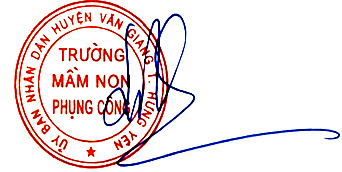 ỦY BAN NHÂN DÂN HUYỆN VĂN GIANG T. HƯNG YÊN
TRƯỜNG
MẦM NON
PHỤNG CÔNG